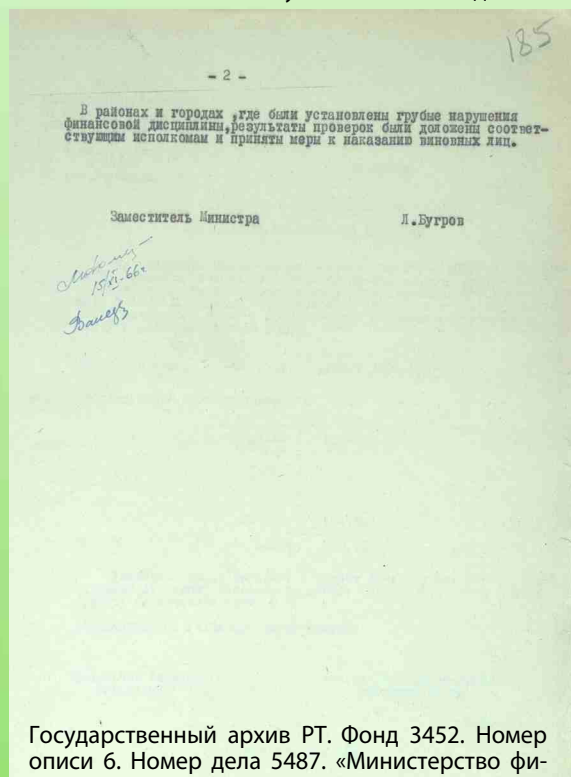 185
- 2 -
В районах и городах ,где были установлены грубые нарушения
финансовой дисциплины,результаты проверок были доложены соответ-
ствующим исполкомам и приняты меры к наказанию виновных лиц.
Заместитель Министра Л.Бугров
15/XI-66г
Государственный архив РТ. Фонд 3452. Номер
описи 6. Номер дела 5487. «Министерство фи-